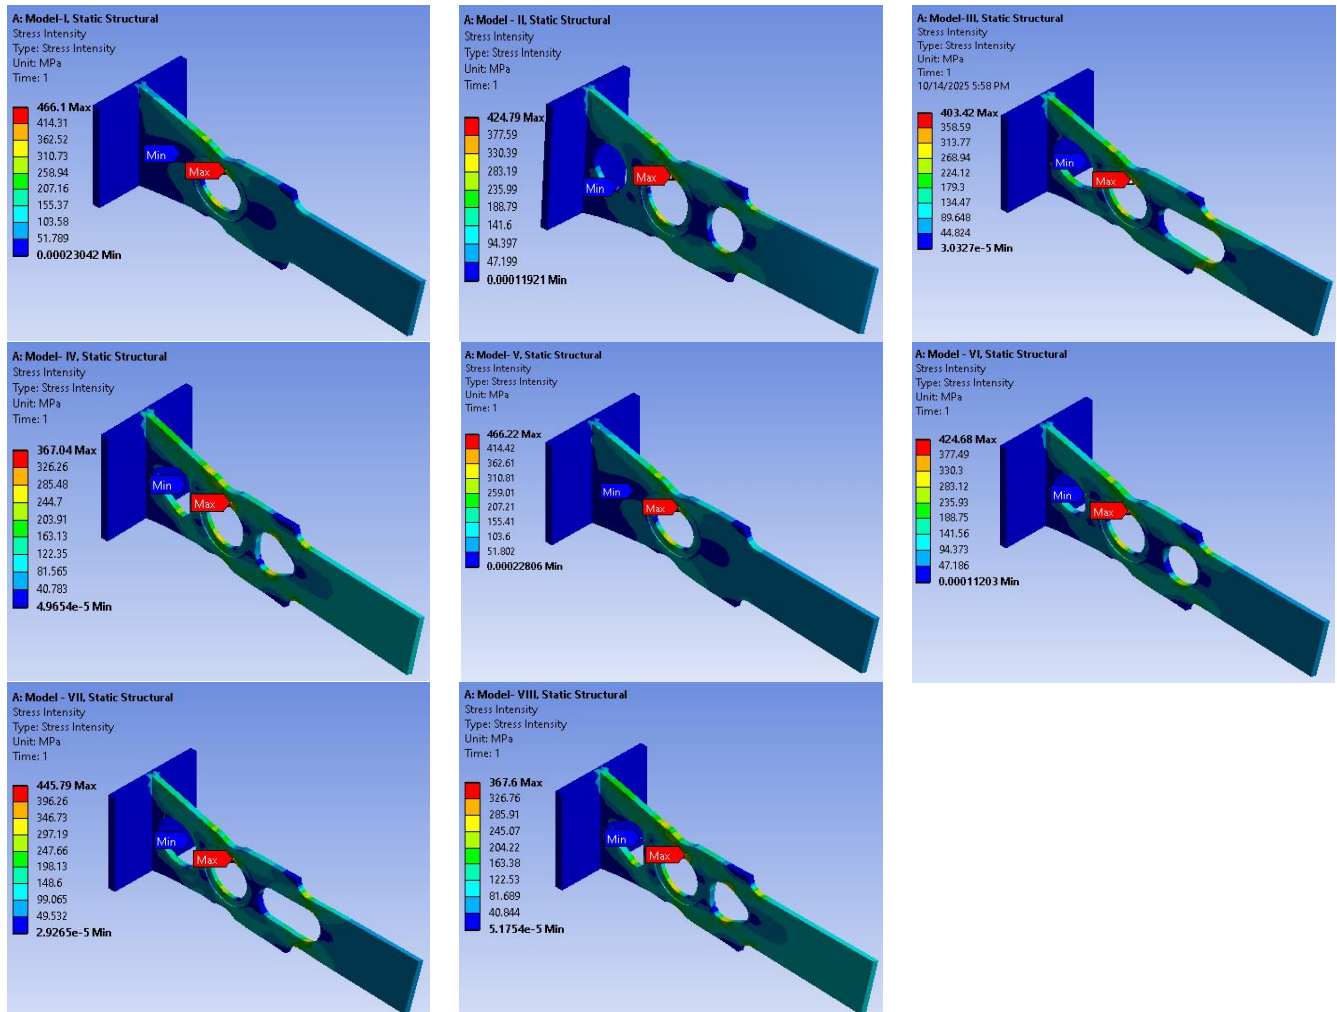 A: Model-I, Static Structural
Stress Intensity
Type: Stress Intensity
Unit: MPa
Time: 1
466.1 Max
414.31
362.52
310.73
258.94
207.16
155.37
103.58
51.789
0.00023042 Min
Min
Max
A: Model - II, Static Structural
Stress Intensity
Type: Stress Intensity
Unit: MPa
Time: 1
424.79 Max
377.59
330.39
283.19
235.99
188.79
141.6
94.397
47.199
0.00011921 Min
Min
Max
A: Model-III, Static Structural
Stress Intensity
Type: Stress Intensity
Unit: MPa
Time: 1
10/14/2025 5:58 PM
403.42 Max
358.59
313.77
268.94
224.12
179.3
134.47
89.648
44.824
3.0327e-5 Min
Min
Max
A: Model- IV, Static Structural
Stress Intensity
Type: Stress Intensity
Unit: MPa
Time: 1
367.04 Max
326.26
285.48
244.7
203.91
163.13
122.35
81.565
40.783
4.9654e-5 Min
Min
Max
A: Model- V, Static Structural
Stress Intensity
Type: Stress Intensity
Unit: MPa
Time: 1
466.22 Max
414.42
362.61
310.81
259.01
207.21
155.41
103.6
51.802
0.00022806 Min
Min
Max
A: Model - VI, Static Structural
Stress Intensity
Type: Stress Intensity
Unit: MPa
Time: 1
424.68 Max
377.49
330.3
283.12
235.93
188.75
141.56
94.373
47.186
0.00011203 Min
Min
Max
A: Model - VII, Static Structural
Stress Intensity
Type: Stress Intensity
Unit: MPa
Time: 1
445.79 Max
396.26
346.73
297.19
247.66
198.13
148.6
99.065
49.532
2.9265e-5 Min
Min
Max
A: Model- VIII, Static Structural
Stress Intensity
Type: Stress Intensity
Unit: MPa
Time: 1
367.6 Max
326.76
285.91
245.07
204.22
163.38
122.53
81.689
40.844
5.1754e-5 Min
Min
Max